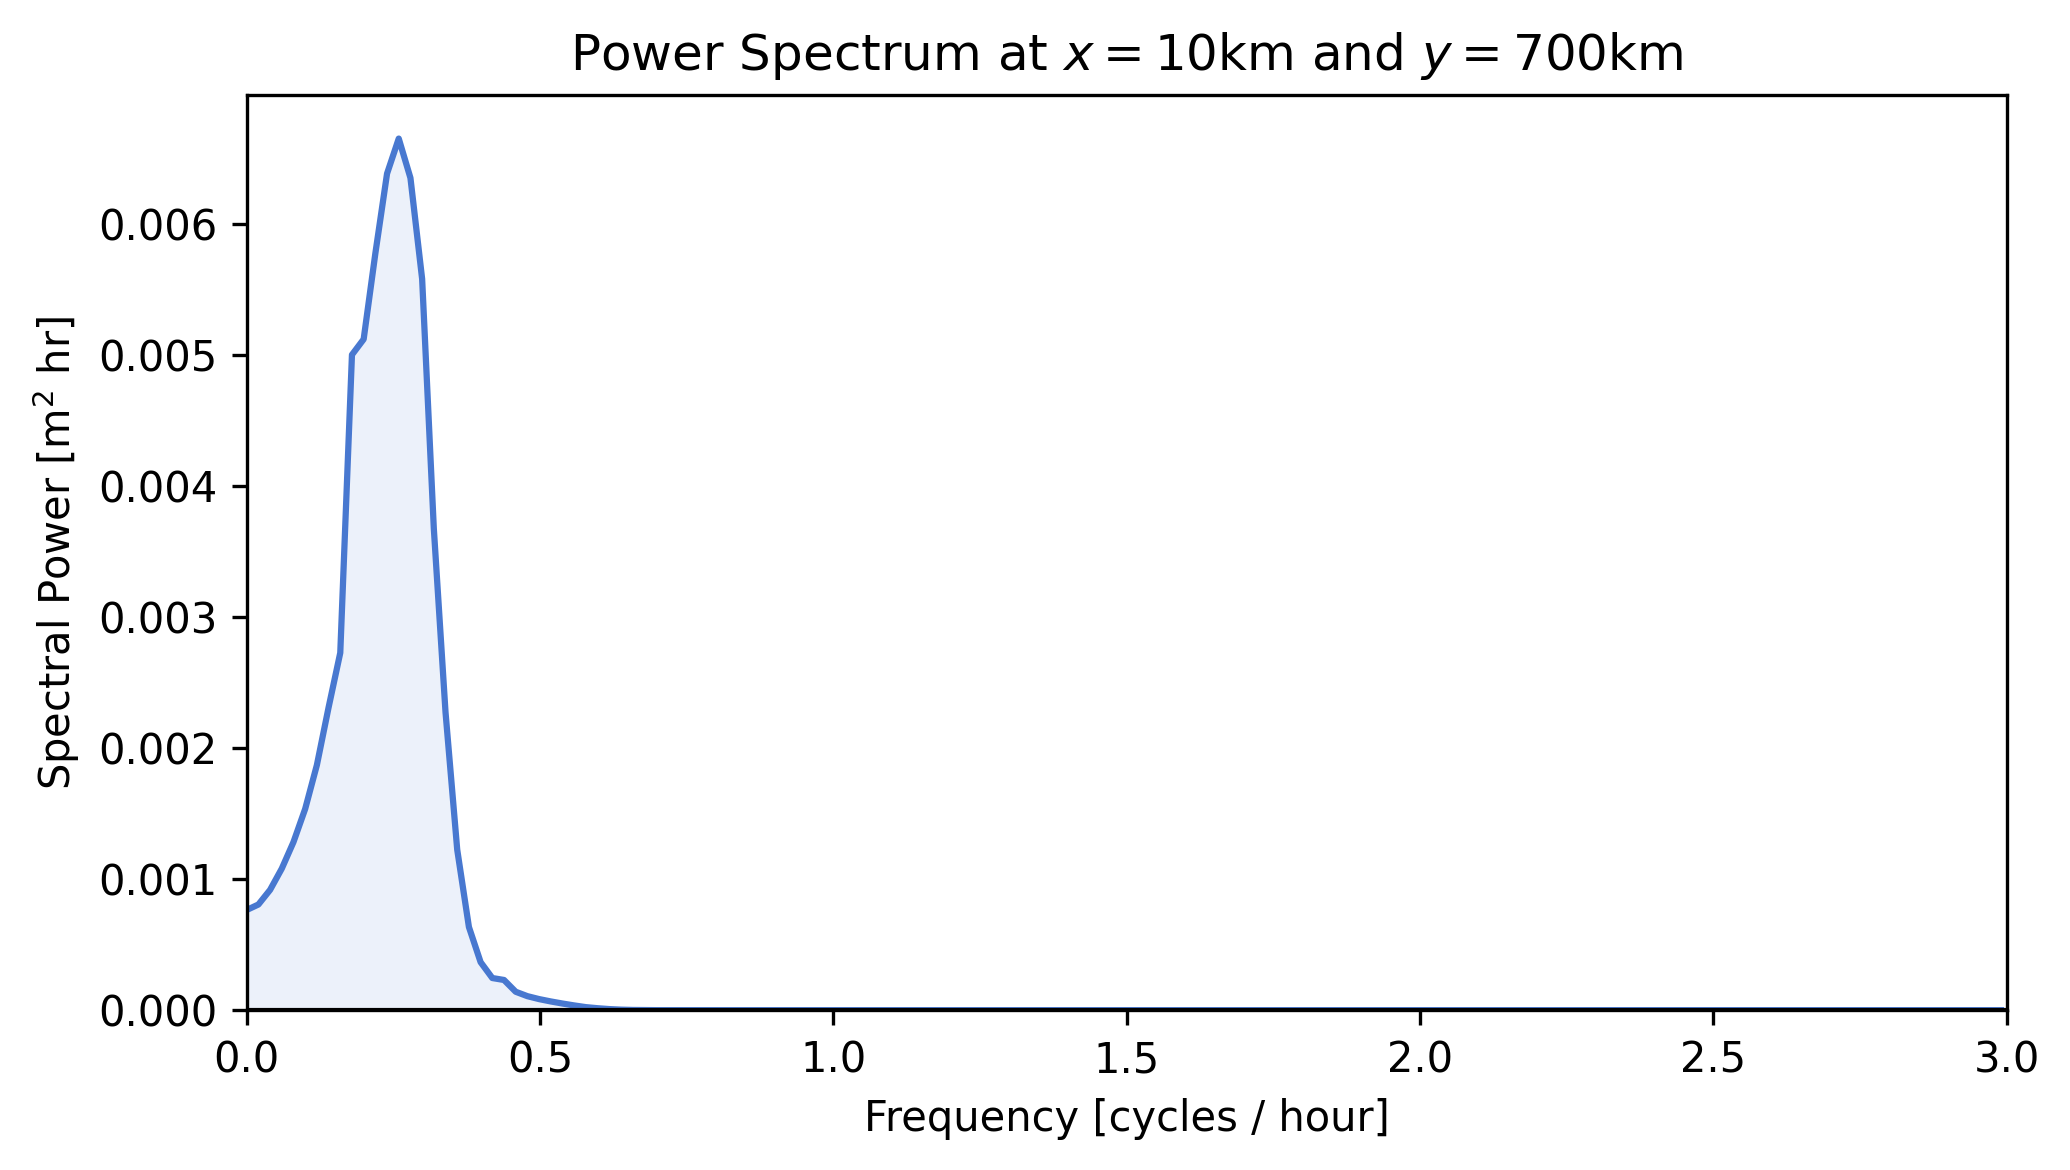 Power Spectrum at x = 10km and y = 700km
Spectral Power [m² hr]
0.006
0.005
0.004
0.003
0.002
0.001
0.000
0.0 0.5 1.0 1.5 2.0 2.5 3.0
Frequency [cycles / hour]